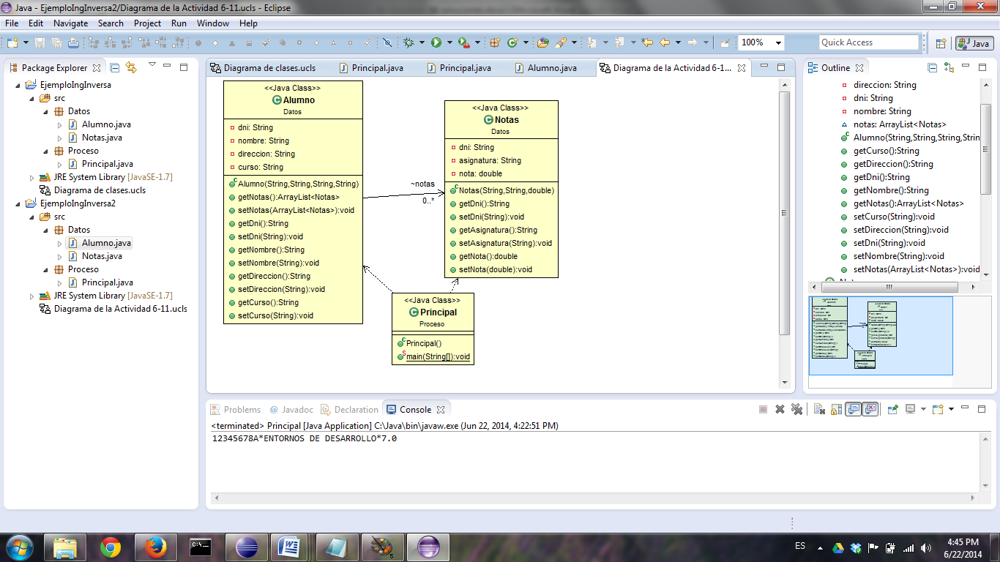 Java - EjemploIngInversa2/Diagrama de la Actividad 6-11.ucls - Eclipse
File Edit Navigate Search Project Run Window Help
100%
Quick Access
Java
Package Explorer
EjemploIngInversa
src
Datos
Alumno.java
Notas.java
Proceso
Principal.java
JRE System Library [JavaSE-1.7]
Diagrama de clases.ucls
EjemploIngInversa2
src
Datos
Alumno.java
Notas.java
Proceso
Principal.java
JRE System Library [JavaSE-1.7]
Diagrama de la Actividad 6-11.ucls
Diagrama de clases.ucls Principal.java Principal.java Alumno.java Diagrama de la Actividad 6-1...
<<Java Class>>
Alumno
Datos
dni: String
nombre: String
direccion: String
curso: String
Alumno(String,String,String,String)
getNotas():ArrayList<Notas>
setNotas(ArrayList<Notas>):void
getDni():String
setDni(String):void
getNombre():String
setNombre(String):void
getDireccion():String
setDireccion(String):void
getCurso():String
setCurso(String):void
~notas
0..*
<<Java Class>>
Notas
Datos
dni: String
asignatura: String
nota: double
Notas(String,String,double)
getDni():String
setDni(String):void
getAsignatura():String
setAsignatura(String):void
getNota():double
setNota(double):void
<<Java Class>>
Principal
Proceso
Principal()
main(String[]):void
Outline
direccion: String
dni: String
nombre: String
notas: ArrayList<Notas>
Alumno(String,String,String,Strin
getCurso():String
getDireccion():String
getDni():String
getNombre():String
getNotas():ArrayList<Notas>
setCurso(String):void
setDireccion(String):void
setDni(String):void
setNombre(String):void
setNotas(ArrayList<Notas>):void
Problems @ Javadoc Declaration Console
<terminated> Principal [Java Application] C:\Java\bin\javaw.exe (Jun 22, 2014, 4:22:51 PM)
12345678A*ENTORNOS DE DESARROLLO*7.0
ES
4:45 PM
6/22/2014